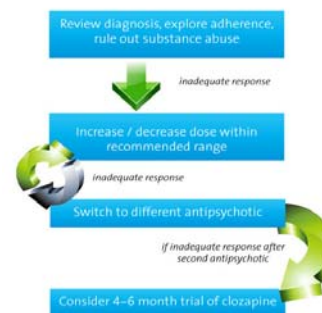 Review diagnosis, explore adherence,
rule out substance abuse
inadequate response
Increase / decrease dose within
recommended range
inadequate response
Switch to different antipsychotic
if inadequate response after
second antipsychotic
Consider 4–6 month trial of clozapine